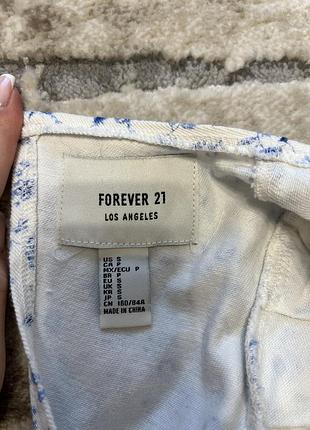 FOREVER 21
LOS ANGELES
US S
CA P
MX/ECU P
BR P
EU S
UK S
KR S
JP S
CN 160/84A
MADE IN CHINA